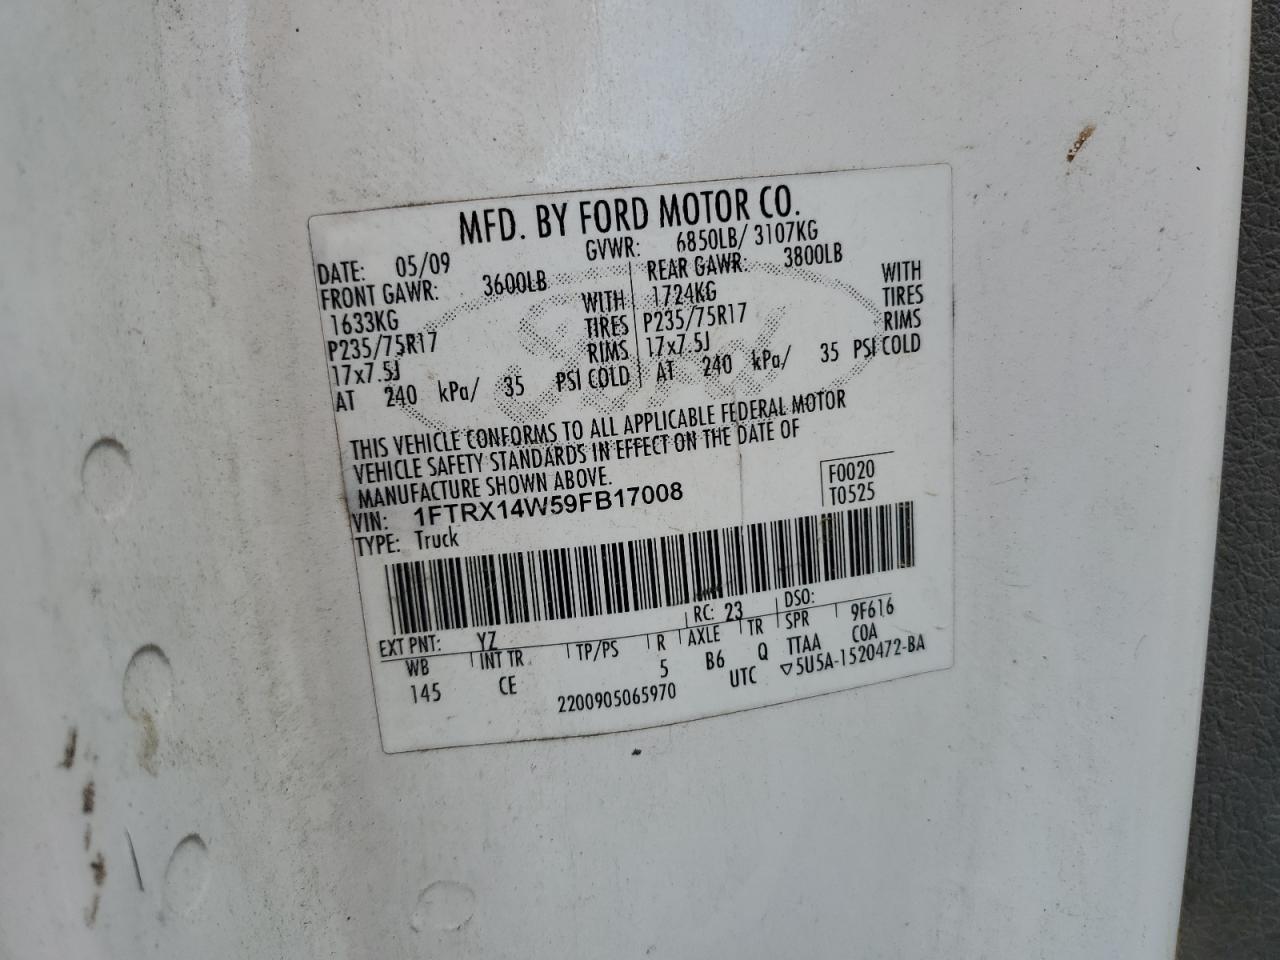 MFD. BY FORD MOTOR CO.
DATE: 05/09 GVWR: 6850LB/ 3107KG
FRONT GAWR: 3600LB REAR GAWR: 3800LB
1633KG WITH 1724KG WITH
P235/75R17 TIRES P235/75R17 TIRES
17x7.5J RIMS 17x7.5J RIMS
AT 240 kPa/ 35 PSI COLD AT 240 kPa/ 35 PSI COLD
THIS VEHICLE CONFORMS TO ALL APPLICABLE FEDERAL MOTOR
VEHICLE SAFETY STANDARDS IN EFFECT ON THE DATE OF
MANUFACTURE SHOWN ABOVE.
VIN: 1FTRX14W59FB17008
TYPE: Truck
F0020
T0525
EXT PNT: YZ RC: 23 DSO: 9F616
WB INT TR TP/PS R AXLE TR SPR
145 CE 5 B6 Q TTAA COA
2200905065970 UTC ▽5U5A-1520472-BA